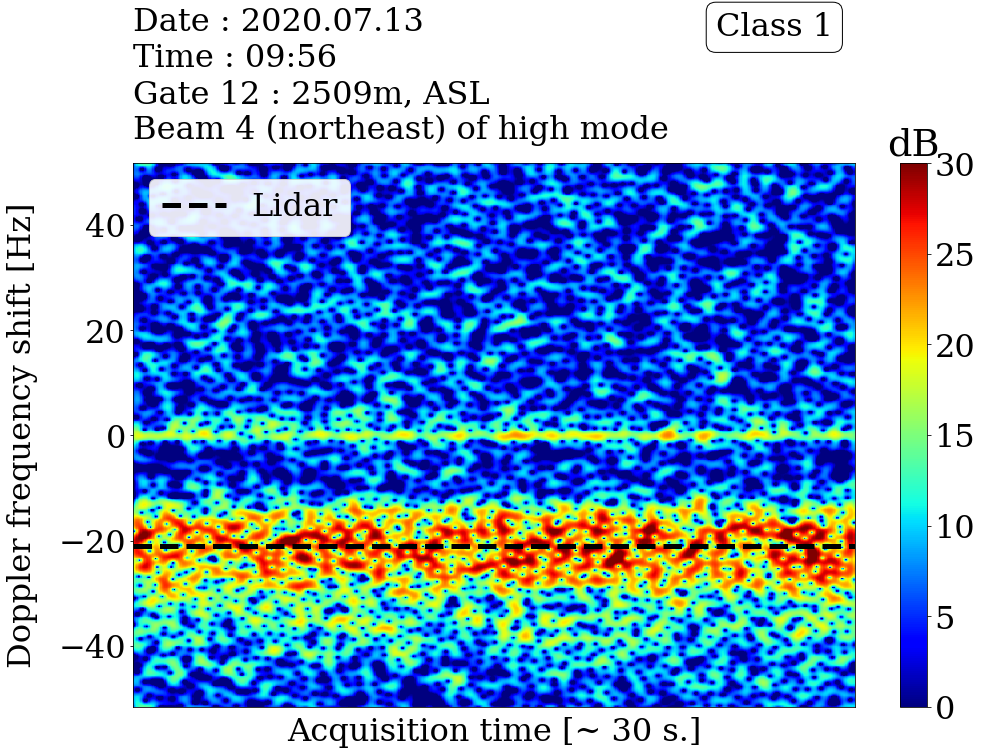 Date : 2020.07.13
Time : 09:56
Gate 12 : 2509m, ASL
Beam 4 (northeast) of high mode
Class 1
dB
Lidar
Doppler frequency shift [Hz]
40
20
0
−20
−40
30
25
20
15
10
5
0
Acquisition time [~ 30 s.]